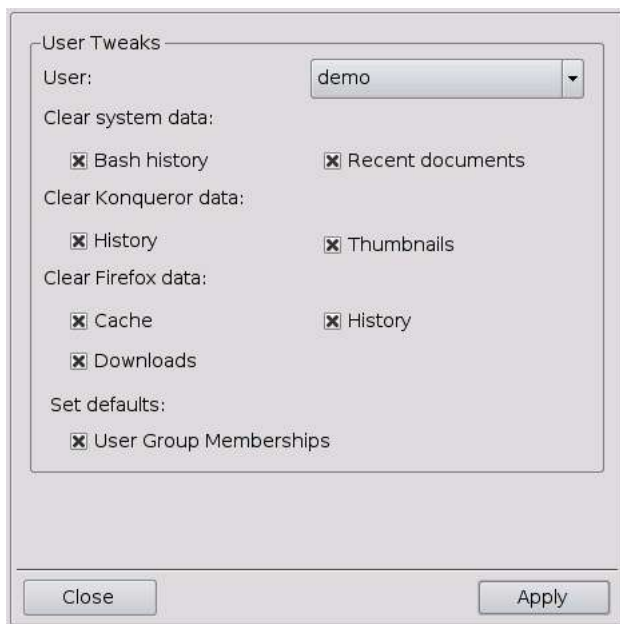 User Tweaks
User: demo
Clear system data:
Bash history Recent documents
Clear Konqueror data:
History Thumbnails
Clear Firefox data:
Cache History
Downloads
Set defaults:
User Group Memberships
Close Apply